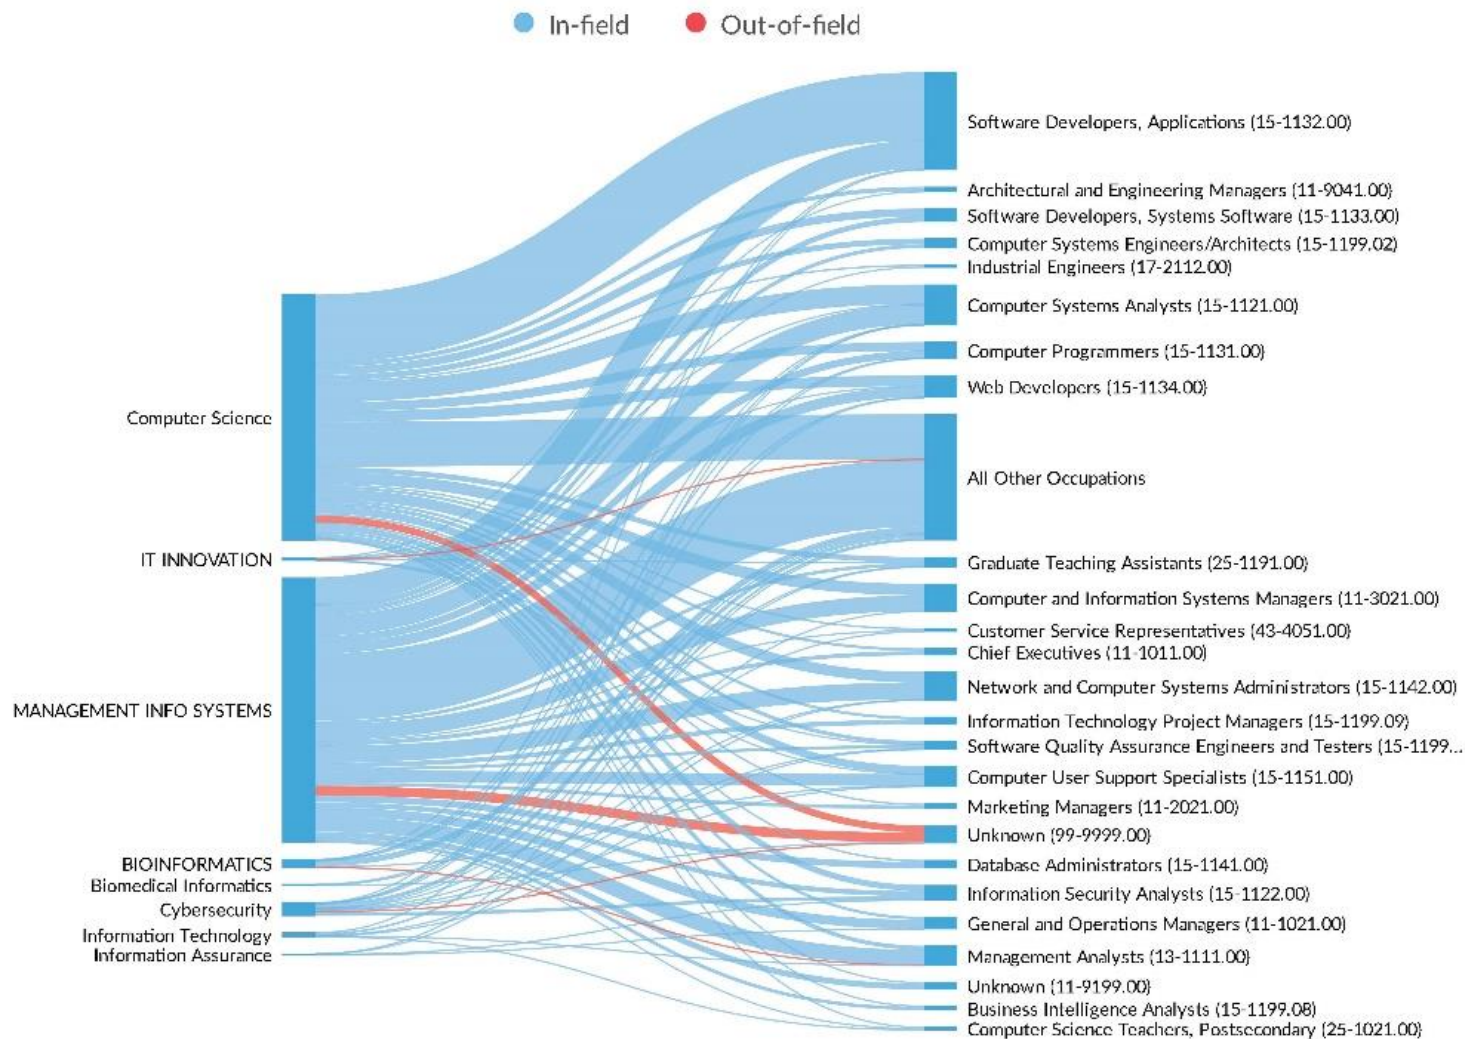 In-field
Out-of-field
Software Developers, Applications (15-1132.00)
Architectural and Engineering Managers (11-9041.00)
Software Developers, Systems Software (15-1133.00)
Computer Systems Engineers/Architects (15-1199.02)
Industrial Engineers (17-2112.00)
Computer Systems Analysts (15-1121.00)
Computer Programmers (15-1131.00)
Web Developers (15-1134.00)
Computer Science
All Other Occupations
IT INNOVATION
Graduate Teaching Assistants (25-1191.00)
Computer and Information Systems Managers (11-3021.00)
Customer Service Representatives (43-4051.00)
Chief Executives (11-1011.00)
Network and Computer Systems Administrators (15-1142.00)
MANAGEMENT INFO SYSTEMS
Information Technology Project Managers (15-1199.09)
Software Quality Assurance Engineers and Testers (15-1199...
Computer User Support Specialists (15-1151.00)
Marketing Managers (11-2021.00)
Unknown (99-9999.00)
BIOINFORMATICS
Database Administrators (15-1141.00)
Biomedical Informatics
Information Security Analysts (15-1122.00)
Cybersecurity
General and Operations Managers (11-1021.00)
Information Technology
Information Assurance
Management Analysts (13-1111.00)
Unknown (11-9199.00)
Business Intelligence Analysts (15-1199.08)
Computer Science Teachers, Postsecondary (25-1021.00)